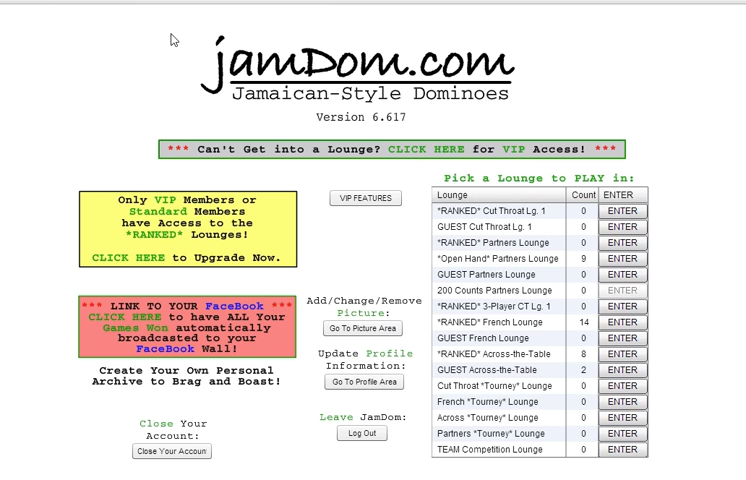 jamDom.com
Jamaican-Style Dominoes
Version 6.617
*** Can't Get into a Lounge? CLICK HERE for VIP Access! ***
Only VIP Members or
Standard Members
have Access to the
*RANKED* Lounges!
CLICK HERE to Upgrade Now.
*** LINK TO YOUR FaceBook ***
CLICK HERE to have ALL Your
Games Won automatically
broadcasted to your
FaceBook Wall!
Create Your Own Personal
Archive to Brag and Boast!
Close Your
Account:
Close Your Accoun
VIP FEATURES
Add/Change/Remove
Picture:
Go To Picture Area
Update Profile
Information:
Go To Profile Area
Leave JamDom:
Log Out
Pick a Lounge to PLAY in:
Lounge Count ENTER
*RANKED* Cut Throat Lg. 1 0 ENTER
GUEST Cut Throat Lg. 1 0 ENTER
*RANKED* Partners Lounge 0 ENTER
*Open Hand* Partners Lounge 9 ENTER
GUEST Partners Lounge 0 ENTER
200 Counts Partners Lounge 0 ENTER
*RANKED* 3-Player CT Lg. 1 0 ENTER
*RANKED* French Lounge 14 ENTER
GUEST French Lounge 0 ENTER
*RANKED* Across-the-Table 8 ENTER
GUEST Across-the-Table 2 ENTER
Cut Throat *Tourney* Lounge 0 ENTER
French *Tourney* Lounge 0 ENTER
Across *Tourney* Lounge 0 ENTER
Partners *Tourney* Lounge 0 ENTER
TEAM Competition Lounge 0 ENTER